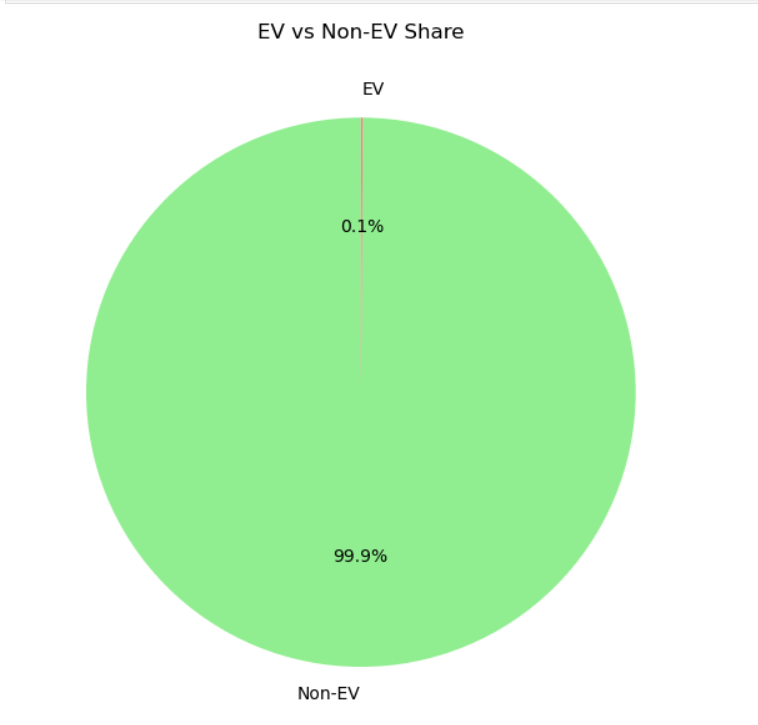 EV vs Non-EV Share
EV
0.1%
99.9%
Non-EV